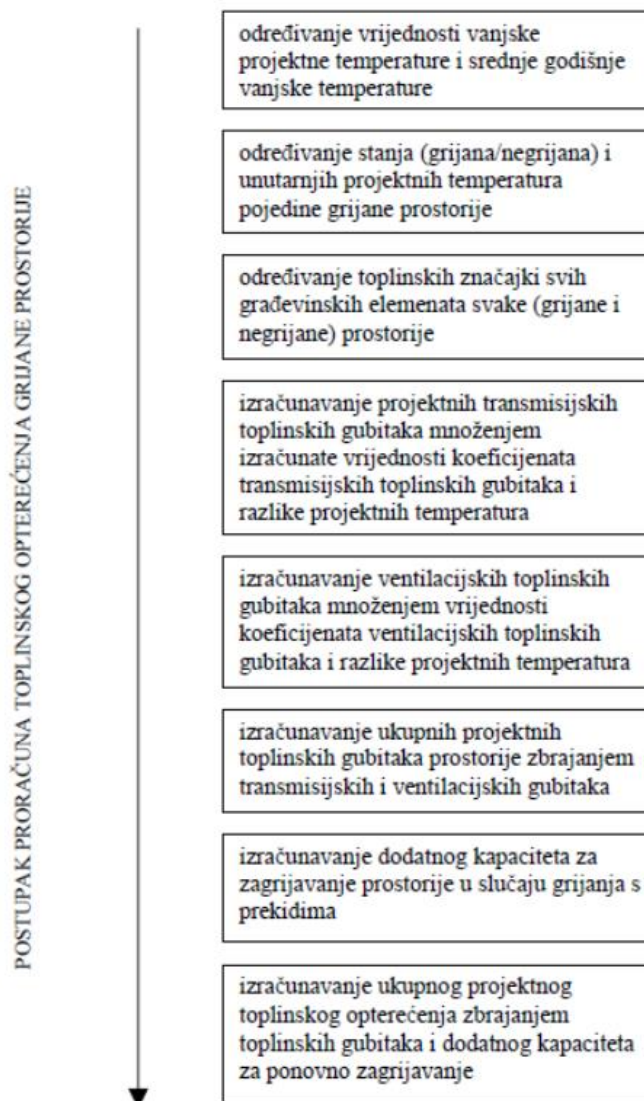 POSTUPAK PRORAČUNA TOPLINSKOG OPTEREĆENJA GRIJANE PROSTORIJE
određivanje vrijednosti vanjske
projektne temperature i srednje godišnje
vanjske temperature
određivanje stanja (grijana/negrijana) i
unutarnjih projektnih temperatura
pojedine grijane prostorije
određivanje toplinskih značajki svih
građevinskih elemenata svake (grijane i
negrijane) prostorije
izračunavanje projektnih transmisijskih
toplinskih gubitaka množenjem
izračunate vrijednosti koeficijenata
transmisijskih toplinskih gubitaka i
razlike projektnih temperatura
izračunavanje ventilacijskih toplinskih
gubitaka množenjem vrijednosti
koeficijenata ventilacijskih toplinskih
gubitaka i razlike projektnih temperatura
izračunavanje ukupnih projektnih
toplinskih gubitaka prostorije zbrajanjem
transmisijskih i ventilacijskih gubitaka
izračunavanje dodatnog kapaciteta za
zagrijavanje prostorije u slučaju grijanja s
prekidima
izračunavanje ukupnog projektnog
toplinskog opterećenja zbrajanjem
toplinskih gubitaka i dodatnog kapaciteta
za ponovno zagrijavanje